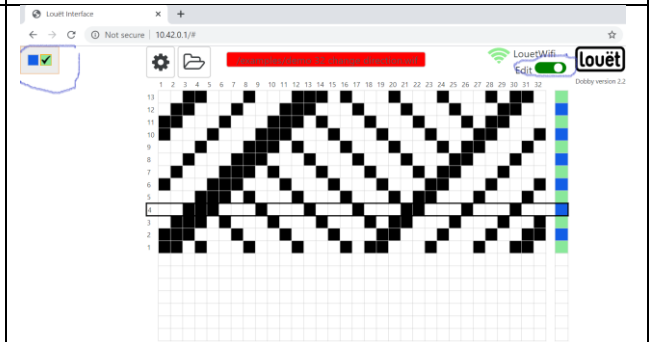 Louët Interface
Not secure 10.42.0.1/#
LouetWifi
Edit
Louët
Dobby version 2.2
1 2 3 4 5 6 7 8 9 10 11 12 13 14 15 16 17 18 19 20 21 22 23 24 25 26 27 28 29 30 31 32
13
12
11
10
9
8
7
6
5
4
3
2
1